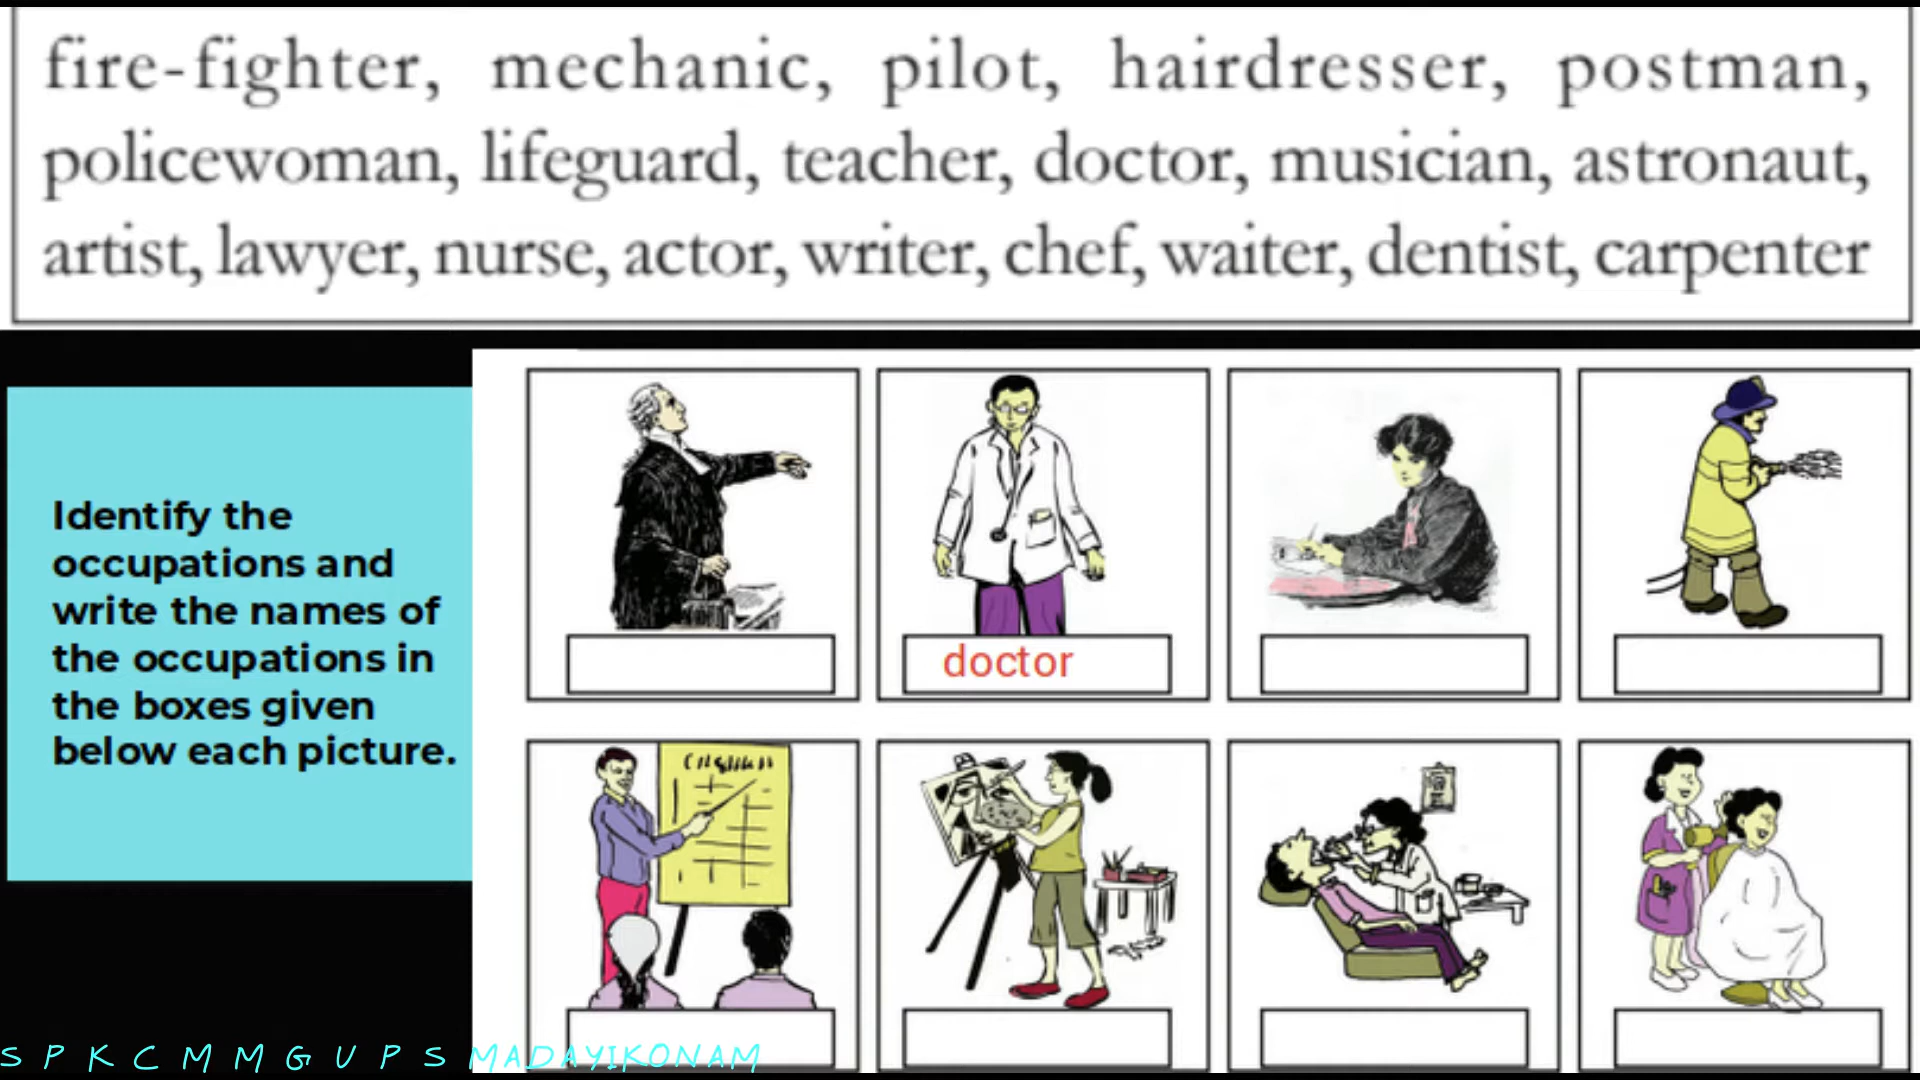 fire-fighter, mechanic, pilot, hairdresser, postman,
policewoman, lifeguard, teacher, doctor, musician, astronaut,
artist, lawyer, nurse, actor, writer, chef, waiter, dentist, carpenter
Identify the
occupations and
write the names of
the occupations in
the boxes given
below each picture.
doctor
S P K C M M G U P S MADAYIKONAM